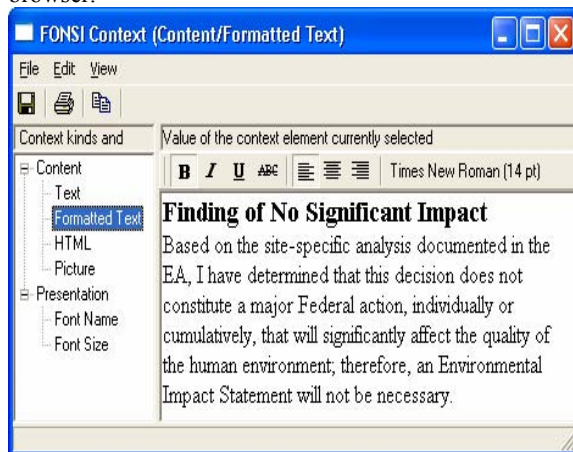 browser.
FONSI Context (Content/Formatted Text)
File Edit View
Context kinds and
Value of the context element currently selected
Content
Text
Formatted Text
HTML
Picture
Presentation
Font Name
Font Size
B I U ABC Times New Roman (14 pt)
Finding of No Significant Impact
Based on the site-specific analysis documented in the
EA, I have determined that this decision does not
constitute a major Federal action, individually or
cumulatively, that will significantly affect the quality of
the human environment; therefore, an Environmental
Impact Statement will not be necessary.